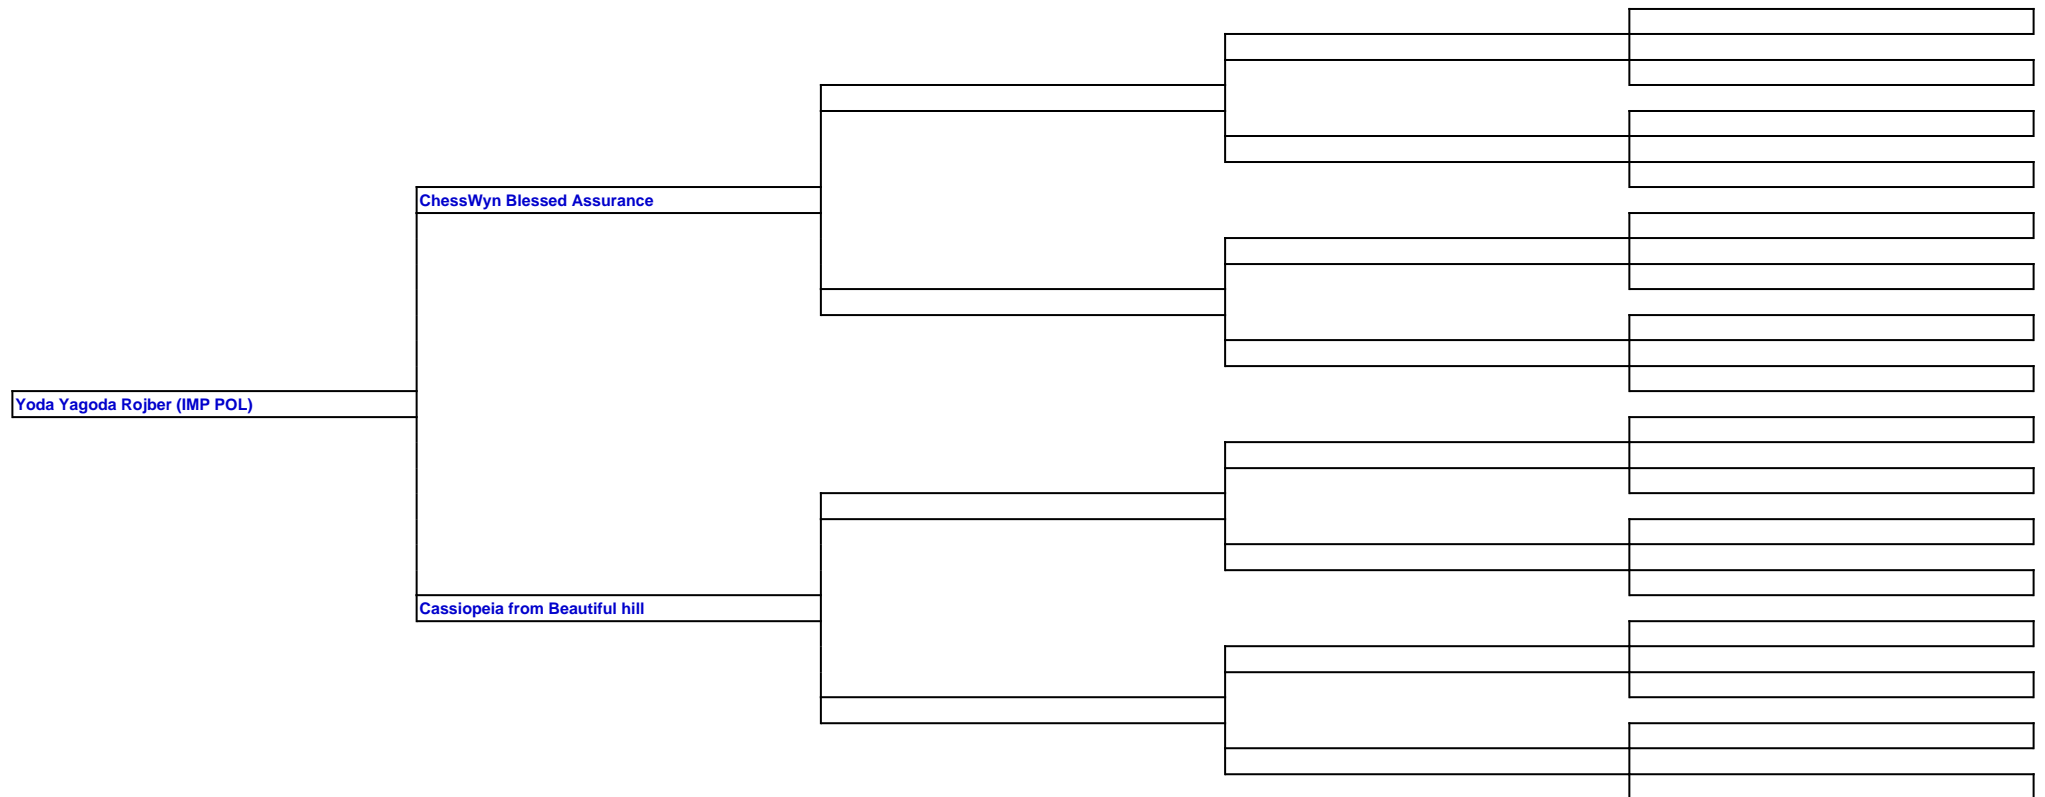 ChessWyn Blessed Assurance
Yoda Yagoda Rojber (IMP POL)
Cassiopeia from Beautiful hill